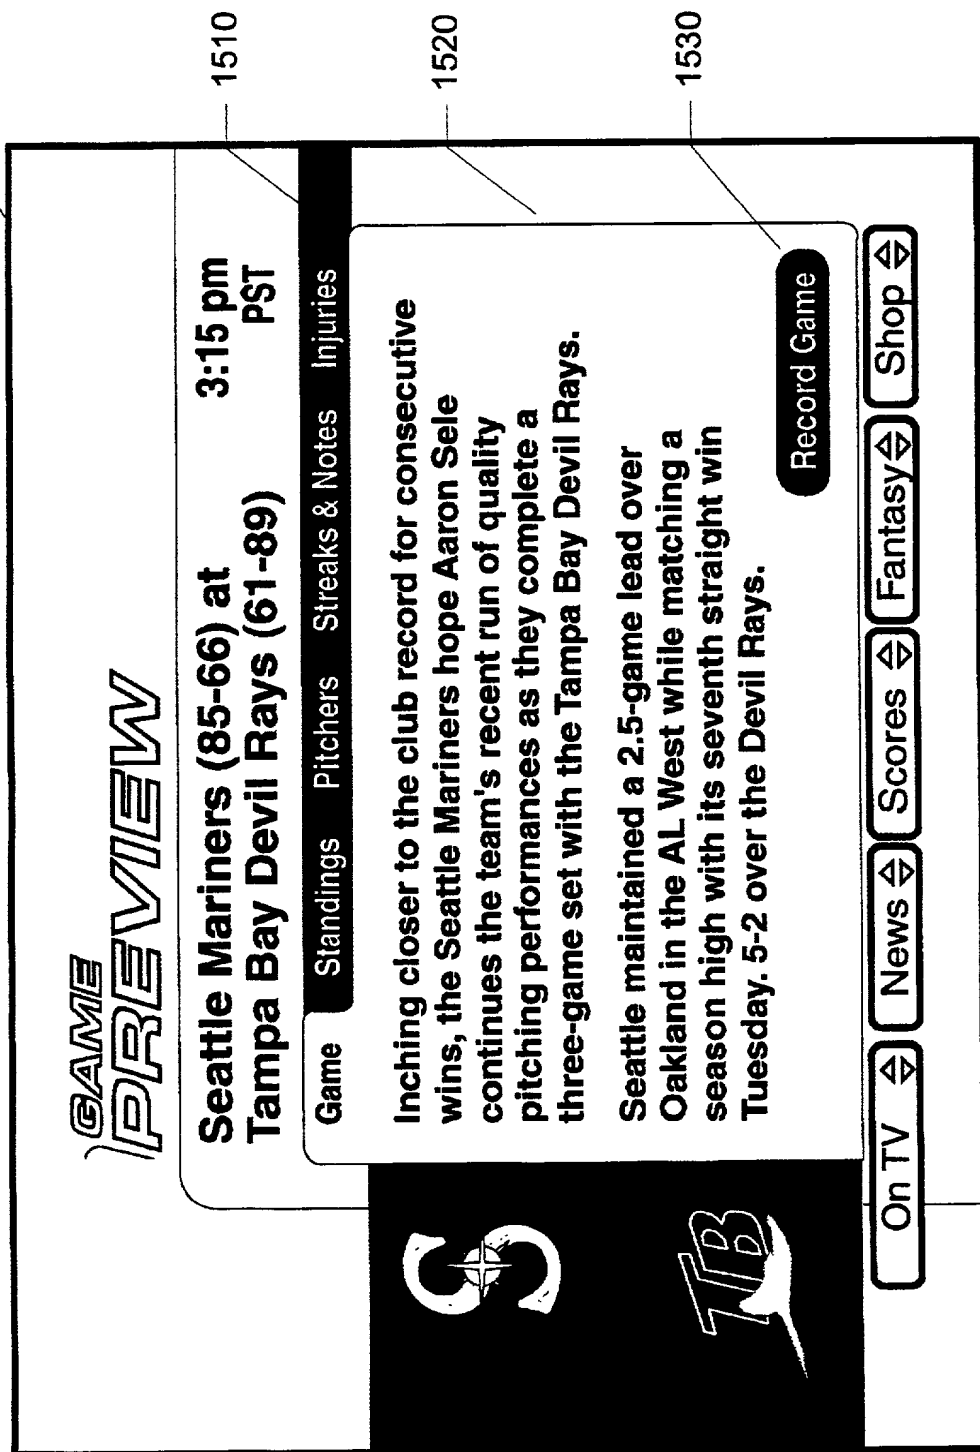 GAME
PREVIEW
Seattle Mariners (85-66) at
Tampa Bay Devil Rays (61-89)
3:15 pm
PST
Game Standings Pitchers Streaks & Notes Injuries
Inching closer to the club record for consecutive
wins, the Seattle Mariners hope Aaron Sele
continues the team's recent run of quality
pitching performances as they complete a
three-game set with the Tampa Bay Devil Rays.
Seattle maintained a 2.5-game lead over
Oakland in the AL West while matching a
season high with its seventh straight win
Tuesday. 5-2 over the Devil Rays.
Record Game
S
TB
On TV News Scores Fantasy Shop
1510
1520
1530